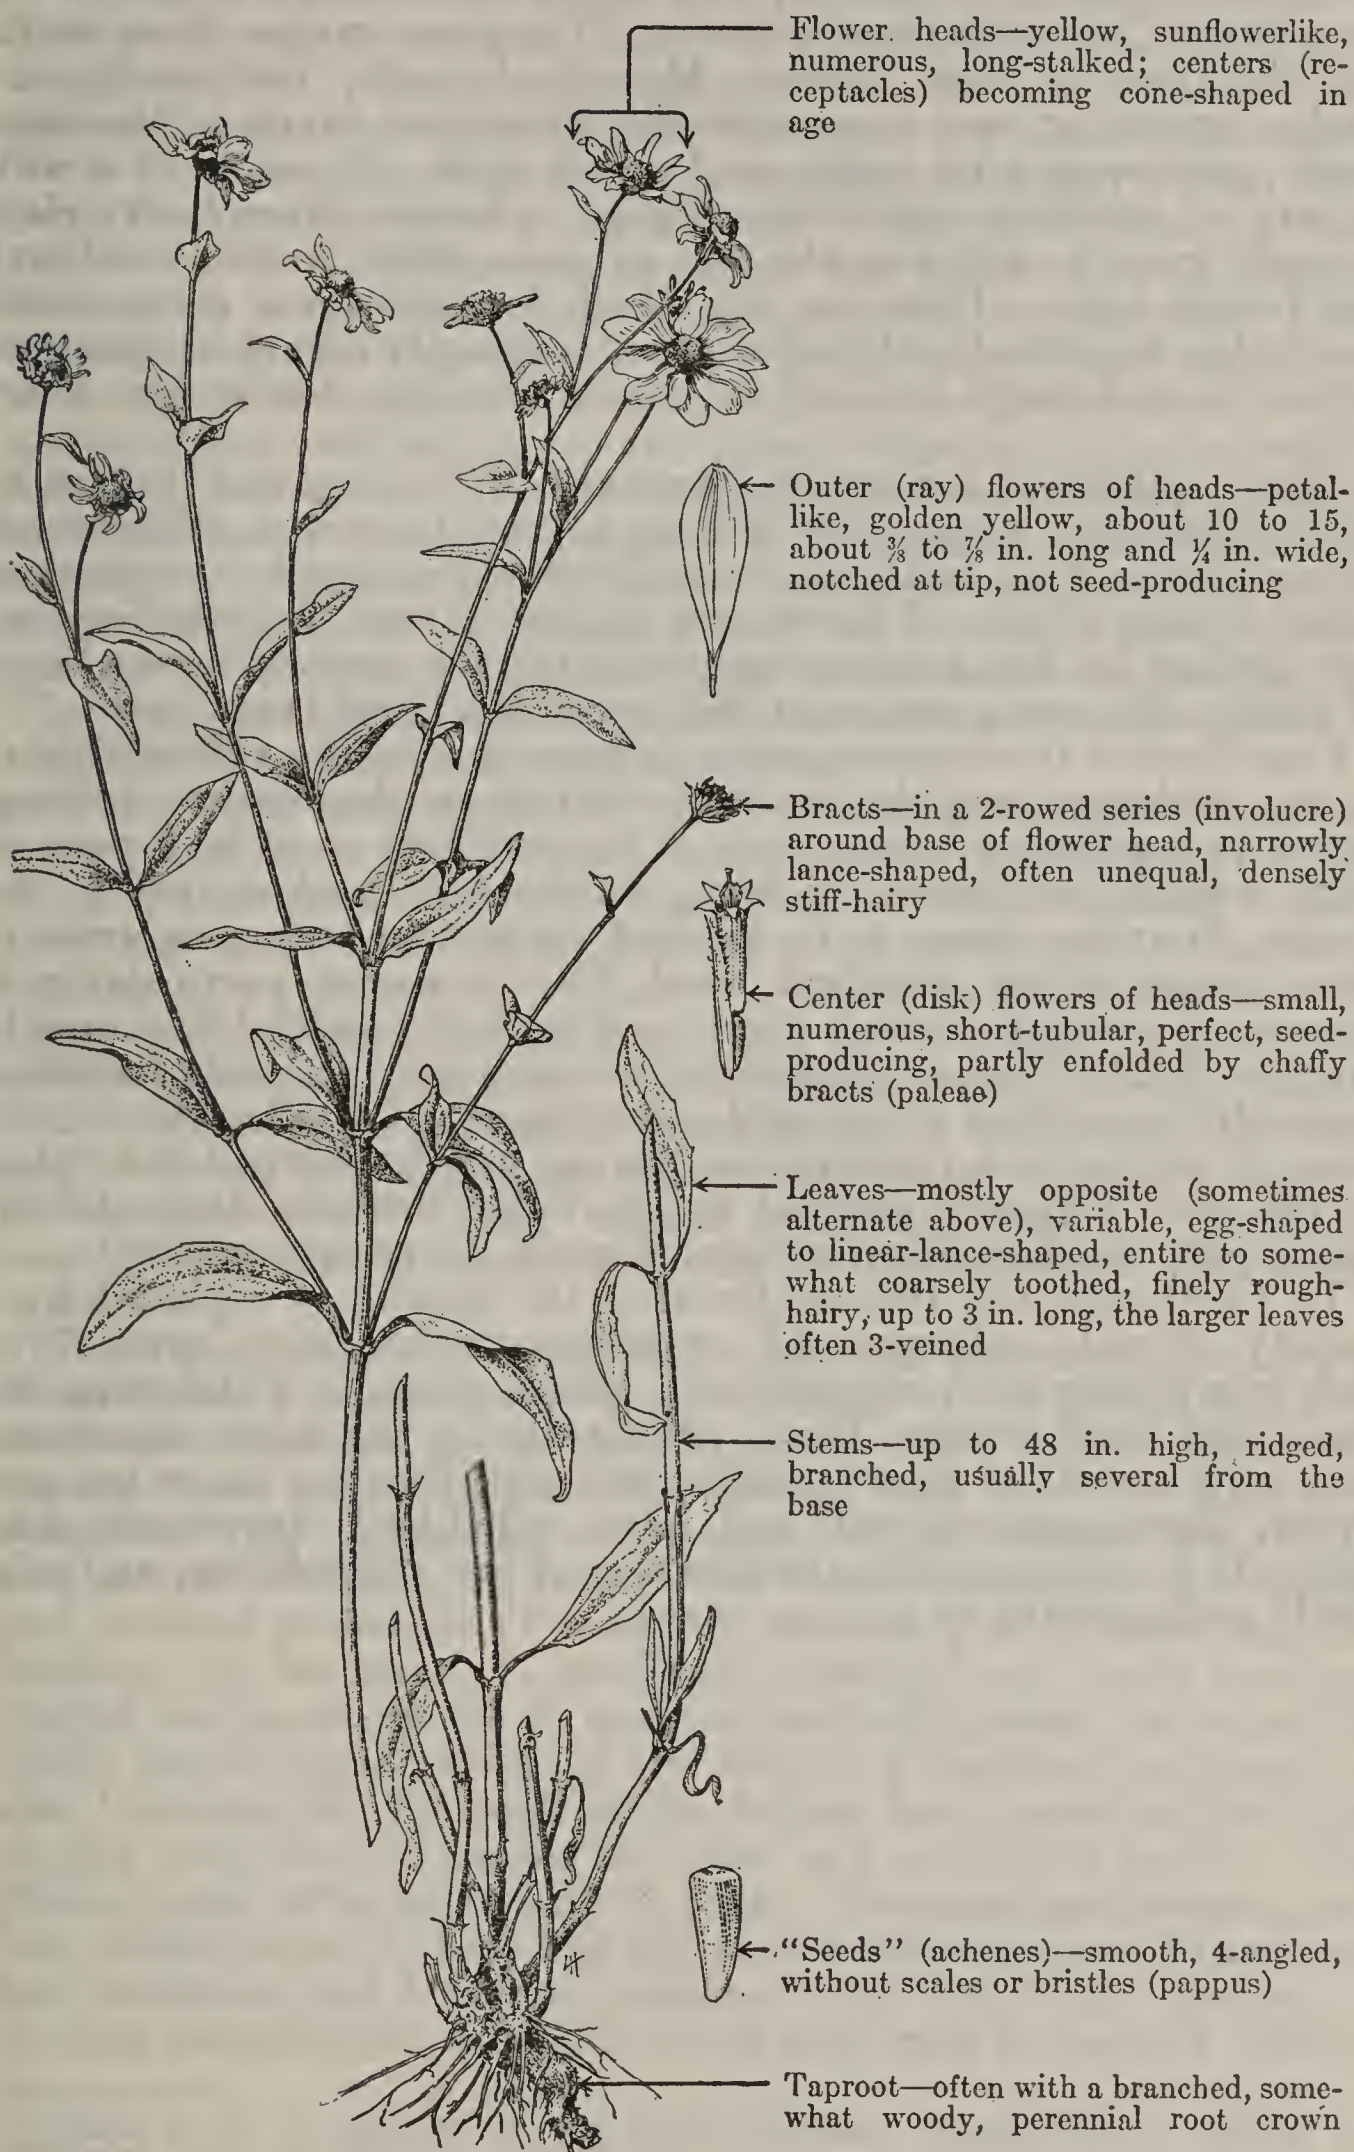 Flower heads—yellow, sunflowerlike,
numerous, long-stalked; centers (re-
ceptacles) becoming cone-shaped in
age
Outer (ray) flowers of heads—petal-
like, golden yellow, about 10 to 15,
about ⅜ to ⅞ in. long and ¼ in. wide,
notched at tip, not seed-producing
Bracts—in a 2-rowed series (involucre)
around base of flower head, narrowly
lance-shaped, often unequal, densely
stiff-hairy
Center (disk) flowers of heads—small,
numerous, short-tubular, perfect, seed-
producing, partly enfolded by chaffy
bracts (paleae)
Leaves—mostly opposite (sometimes
alternate above), variable, egg-shaped
to linear-lance-shaped, entire to some-
what coarsely toothed, finely rough-
hairy, up to 3 in. long, the larger leaves
often 3-veined
Stems—up to 48 in. high, ridged,
branched, usually several from the
base
"Seeds" (achenes)—smooth, 4-angled,
without scales or bristles (pappus)
Taproot—often with a branched, some-
what woody, perennial root crown